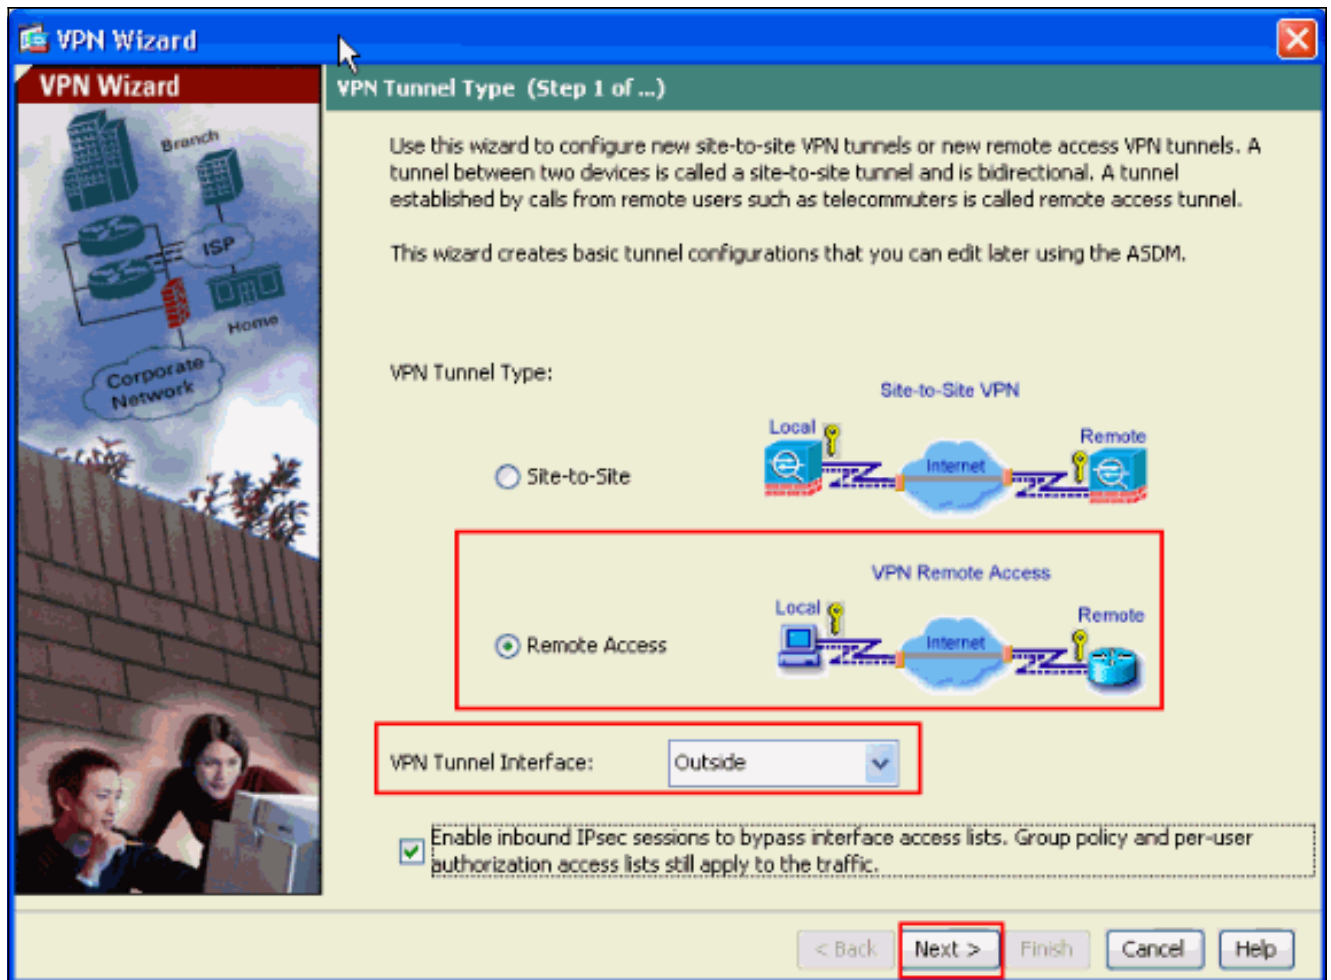 VPN Wizard
VPN Wizard
Branch
ISP
Home
Corporate
Network
VPN Tunnel Type (Step 1 of ...)
Use this wizard to configure new site-to-site VPN tunnels or new remote access VPN tunnels. A
tunnel between two devices is called a site-to-site tunnel and is bidirectional. A tunnel
established by calls from remote users such as telecommuters is called remote access tunnel.
This wizard creates basic tunnel configurations that you can edit later using the ASDM.
VPN Tunnel Type:
Site-to-Site VPN
Local
Remote
Internet
Site-to-Site
VPN Remote Access
Local
Remote
Internet
Remote Access
VPN Tunnel Interface:
Outside
Enable inbound IPsec sessions to bypass interface access lists. Group policy and per-user
authorization access lists still apply to the traffic.
< Back
Next >
Finish
Cancel
Help